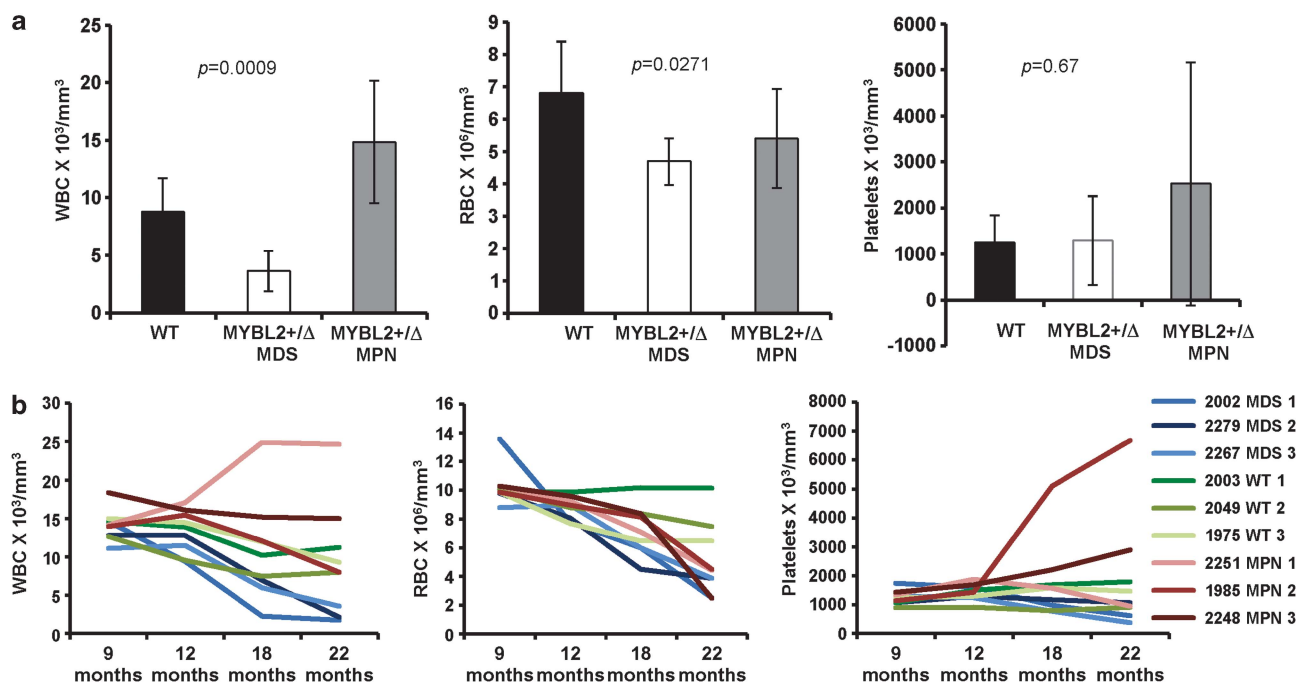 a
WBC X 10³/mm³
25
20
15
10
5
0
p=0.0009
WT
MYBL2+/Δ
MDS
MYBL2+/Δ
MPN
RBC X 10⁶/mm³
9
8
7
6
5
4
3
2
1
0
p=0.0271
WT
MYBL2+/Δ
MDS
MYBL2+/Δ
MPN
Platelets X 10³/mm³
6000
5000
4000
3000
2000
1000
0
-1000
p=0.67
WT
MYBL2+/Δ
MDS
MYBL2+/Δ
MPN
b
WBC X 10³/mm³
30
25
20
15
10
5
0
9
months
12
months
18
months
22
months
RBC X 10⁶/mm³
16
14
12
10
8
6
4
2
0
9
months
12
months
18
months
22
months
Platelets X 10³/mm³
8000
7000
6000
5000
4000
3000
2000
1000
0
9
months
12
months
18
months
22
months
2002 MDS 1
2279 MDS 2
2267 MDS 3
2003 WT 1
2049 WT 2
1975 WT 3
2251 MPN 1
1985 MPN 2
2248 MPN 3